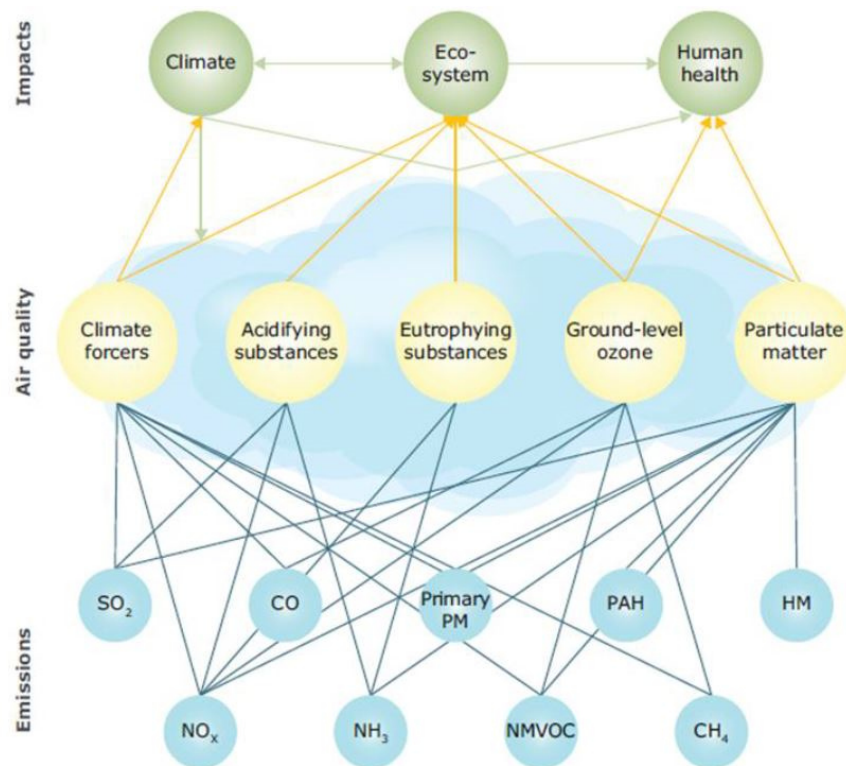 Impacts
Climate
Eco-
system
Human
health
Air quality
Climate
forcers
Acidifying
substances
Eutrophying
substances
Ground-level
ozone
Particulate
matter
Emissions
SO₂
CO
Primary
PM
PAH
HM
NOₓ
NH₃
NMVOC
CH₄